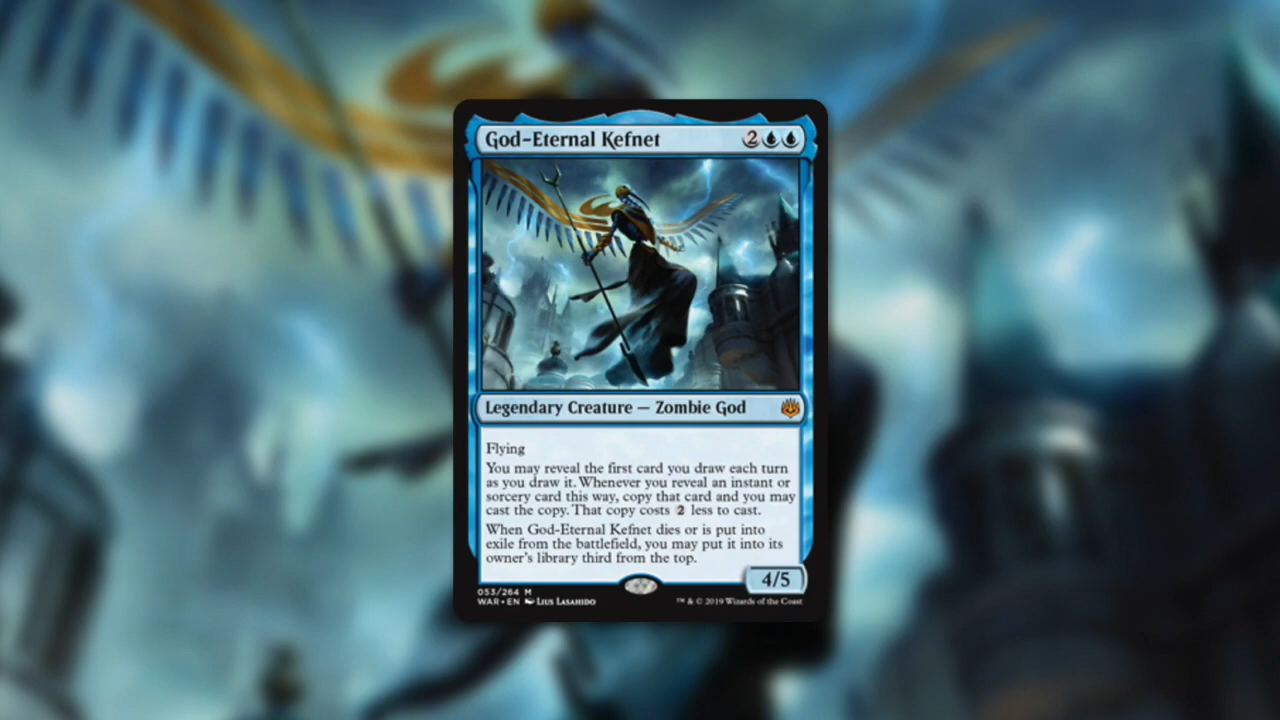 God-Eternal Kefnet 2
Legendary Creature — Zombie God
Flying
You may reveal the first card you draw each turn
as you draw it. Whenever you reveal an instant or
sorcery card this way, copy that card and you may
cast the copy. That copy costs 2 less to cast.
When God-Eternal Kefnet dies or is put into
exile from the battlefield, you may put it into its
owner's library third from the top.
4/5
053/264 M
WAR • EN Lius Lasahido
™ & © 2019 Wizards of the Coast